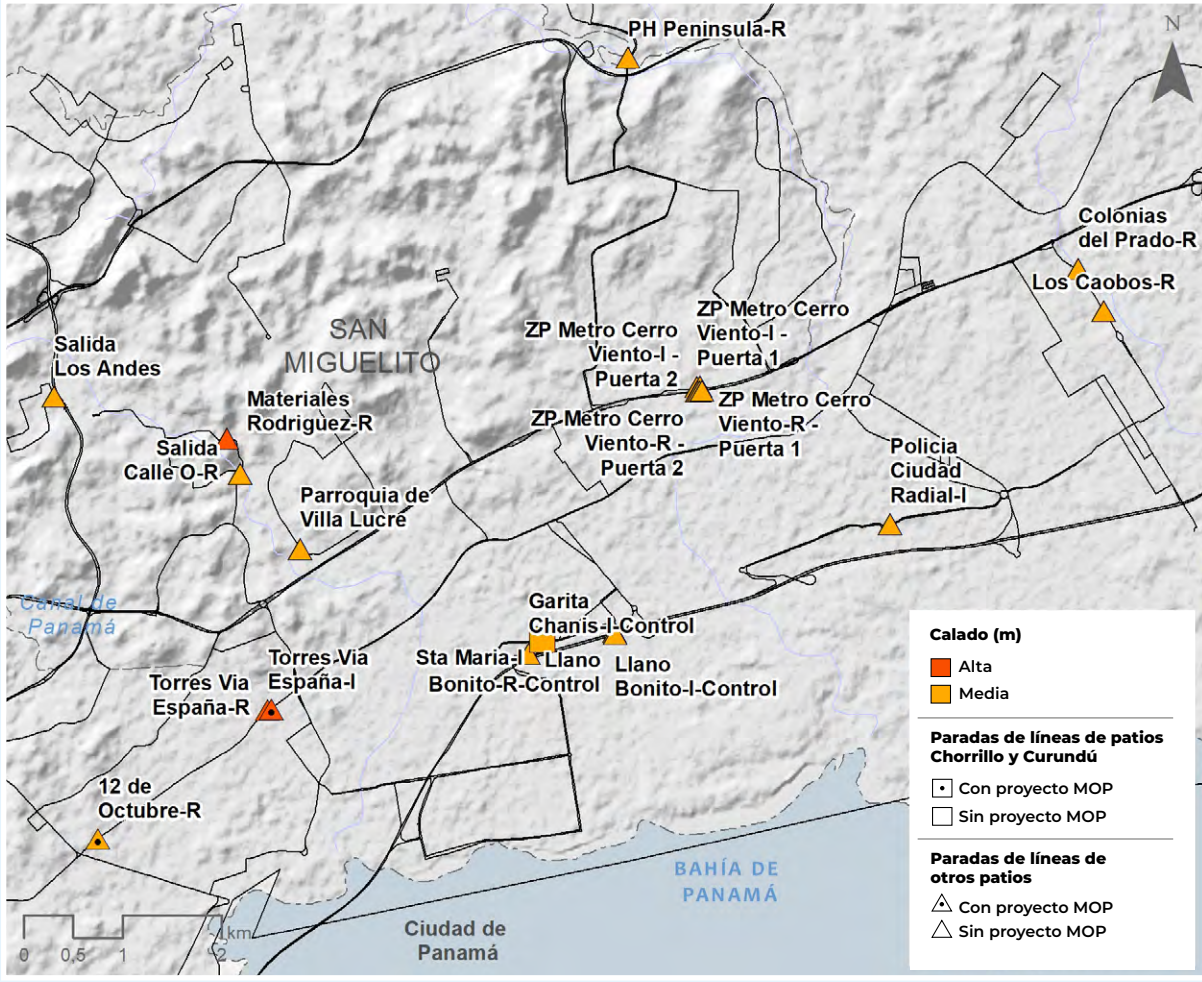 PH Peninsula-R
N
Colonias
del Prado-R
Los Caobos-R
ZP Metro Cerro
Viento-I -
Puerta 1
ZP Metro Cerro
Viento-I -
Puerta 2
SAN
MIGUELITO
Salida
Los Andes
Materiales
Rodriguez-R
Salida
Calle O-R
ZP Metro Cerro
Viento-R -
Puerta 1
ZP Metro Cerro
Viento-R -
Puerta 2
Policia
Ciudad
Radial-I
Parroquia de
Villa Lucre
Canal de
Panamá
Garita
Chanis-I-Control
Sta Maria-I
Llano
Bonito-R-Control
Llano
Bonito-I-Control
Torres Via
España-I
Torres Via
España-R
12 de
Octubre-R
BAHÍA DE
PANAMÁ
Ciudad de
Panamá
km
0 0,5 1 2
Calado (m)
Alta
Media
Paradas de líneas de patios
Chorrillo y Curundú
Con proyecto MOP
Sin proyecto MOP
Paradas de líneas de
otros patios
Con proyecto MOP
Sin proyecto MOP